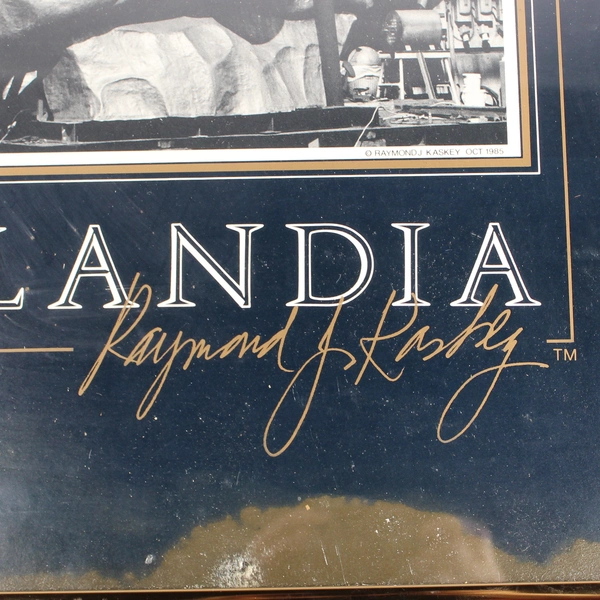 © RAYMOND J. KASKEY OCT 1985
LANDIA
Raymond J. Kaskey TM